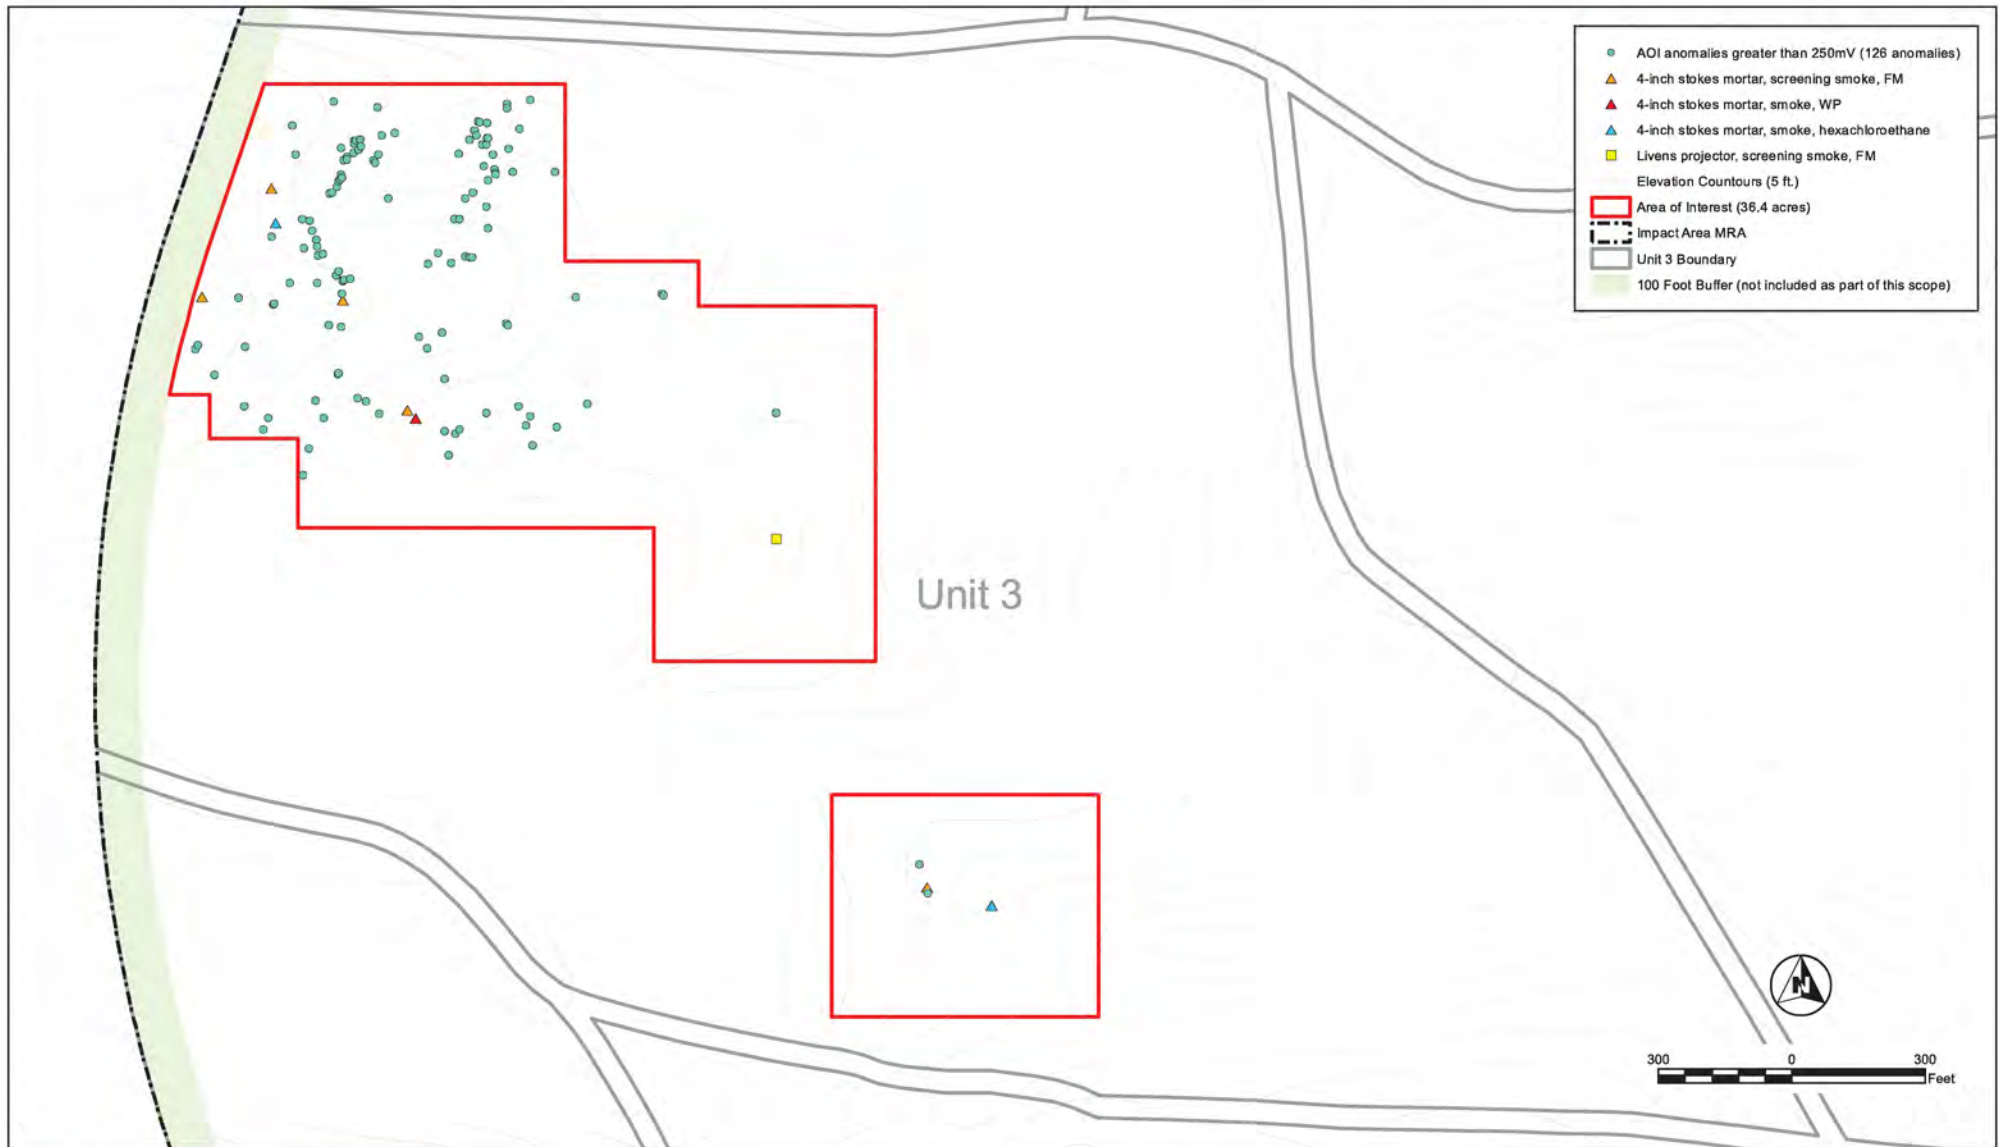 AOI anomalies greater than 250mV (126 anomalies)
4-inch stokes mortar, screening smoke, FM
4-inch stokes mortar, smoke, WP
4-inch stokes mortar, smoke, hexachloroethane
Livens projector, screening smoke, FM
Elevation Countours (5 ft.)
Area of Interest (36.4 acres)
Impact Area MRA
Unit 3 Boundary
100 Foot Buffer (not included as part of this scope)
Unit 3
N
300 0 300
Feet